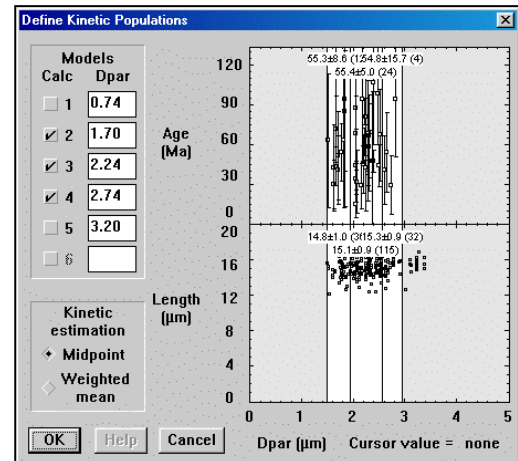 Define Kinetic Populations
Models
Calc Dpar
1 0.74
2 1.70
3 2.24
4 2.74
5 3.20
6
Kinetic
estimation
Midpoint
Weighted
mean
OK Help Cancel
Age
(Ma)
120
90
60
30
0
55.3±8.6 (12
54.8±15.7 (4)
55.4±5.0 (24)
Length
(µm)
20
16
12
8
4
0
14.8±1.0 (36
15.3±0.9 (32)
15.1±0.9 (115)
0 1 2 3 4 5
Dpar (µm) Cursor value = none